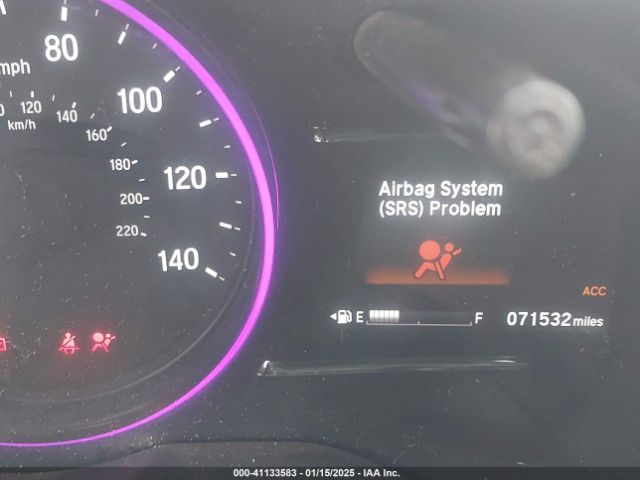 80
mph
100
120
140
km/h
160
120
180
200
220
140
Airbag System
(SRS) Problem
ACC
E F 071532 miles
000-41133583 - 01/15/2025 - IAA Inc.